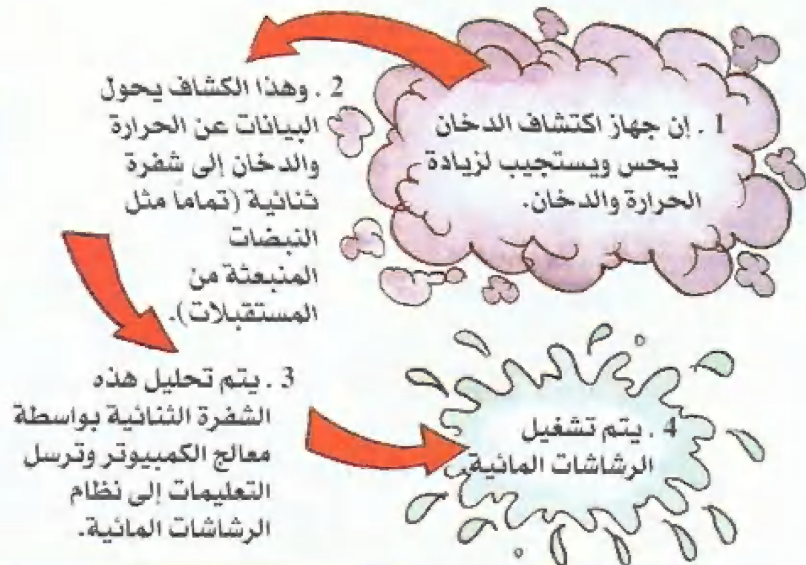 1 . إن جهاز اكتشاف الدخان
يحس ويستجيب لزيادة
الحرارة والدخان.
2 . وهذا الكشاف يحول
البيانات عن الحرارة
والدخان إلى شفرة
ثنائية (تماما مثل
النبضات
المنبعثة من
المستقبلات).
3 . يتم تحليل هذه
الشفرة الثنائية بواسطة
معالج الكمبيوتر وترسل
التعليمات إلى نظام
الرشاشات المائية.
4 . يتم تشغيل
الرشاشات المائية.